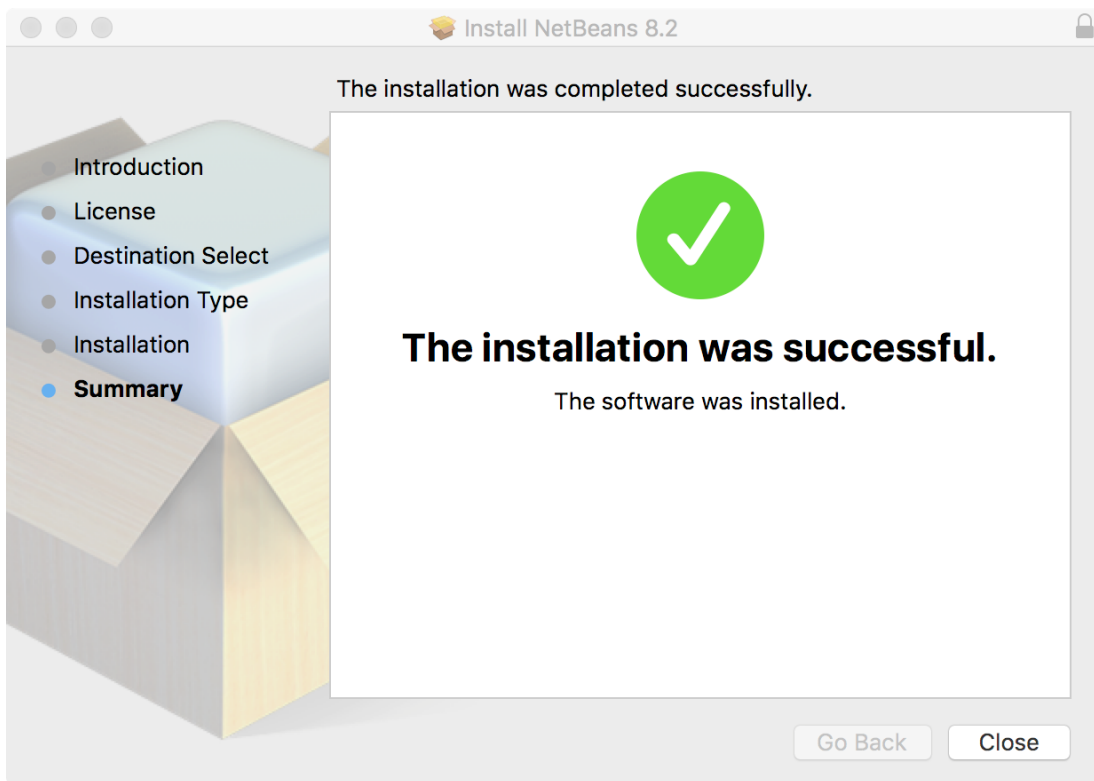 Install NetBeans 8.2
The installation was completed successfully.
Introduction
License
Destination Select
Installation Type
Installation
Summary
The installation was successful.
The software was installed.
Go Back
Close